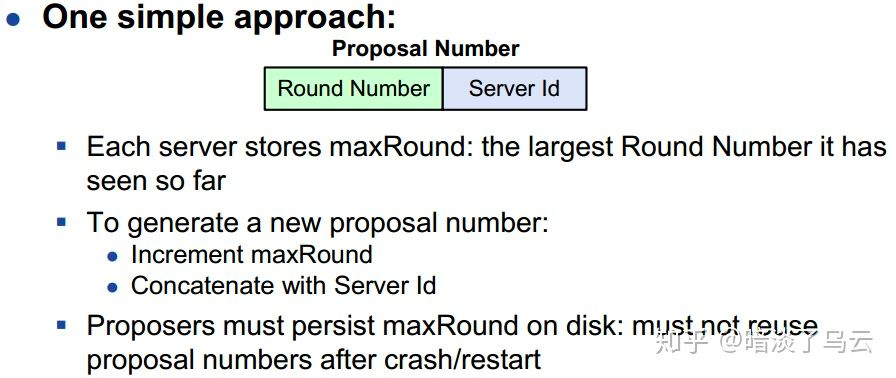 • One simple approach:
Proposal Number
Round Number Server Id
▪ Each server stores maxRound: the largest Round Number it has
seen so far
▪ To generate a new proposal number:
• Increment maxRound
• Concatenate with Server Id
▪ Proposers must persist maxRound on disk: must not reuse
proposal numbers after crash/restart
知乎 @暗淡了乌云